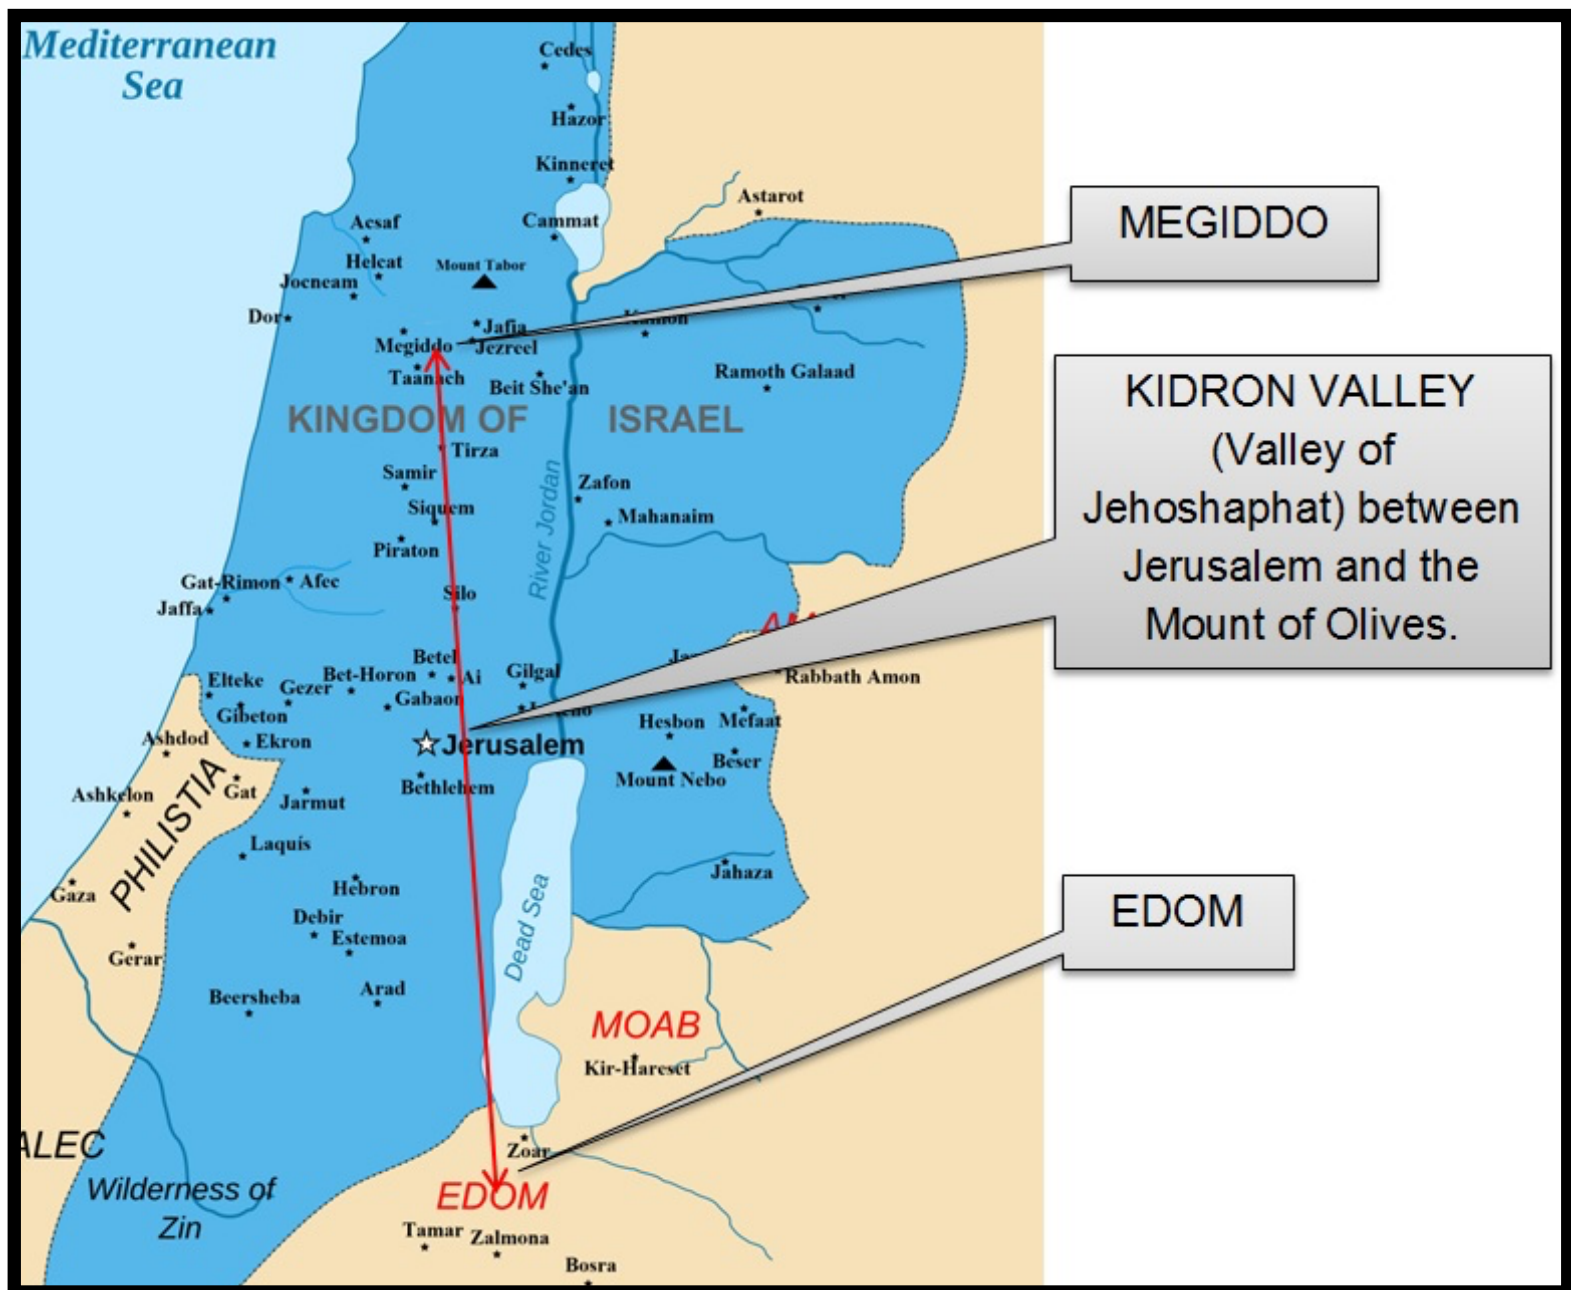 Mediterranean
Sea
Cedes
Hazor
Kinneret
Astarot
MEGIDDO
Acsaf
Cammat
Helcat
Mount Tabor
Jocneam
Dor
Jafia
Megiddo
Jezreel
Taanach
Beit She'an
Ramoth Galaad
KIDRON VALLEY
(Valley of
Jehoshaphat) between
Jerusalem and the
Mount of Olives.
KINGDOM OF ISRAEL
Tirza
Samir
Zafon
Siquem
Mahanaim
Piraton
River Jordan
Gat-Rimon
Afec
Jaffa
Silo
Betel
Ai
Gilgal
Bet-Horon
Rabbath Amon
Elteke
Gezer
Gabaon
Gibeton
Hesbon
Mefaat
Ashdod
Ekron
Jerusalem
Beser
Mount Nebo
Gat
Bethlehem
Ashkelon
Jarmut
PHILISTIA
Laquís
Jahaza
Gaza
Hebron
EDOM
Debir
Estemoa
Dead Sea
Gerar
Beersheba
Arad
MOAB
Kir-Hareset
ALEC
Zoar
Wilderness of
Zin
EDOM
Tamar
Zalmona
Bosra